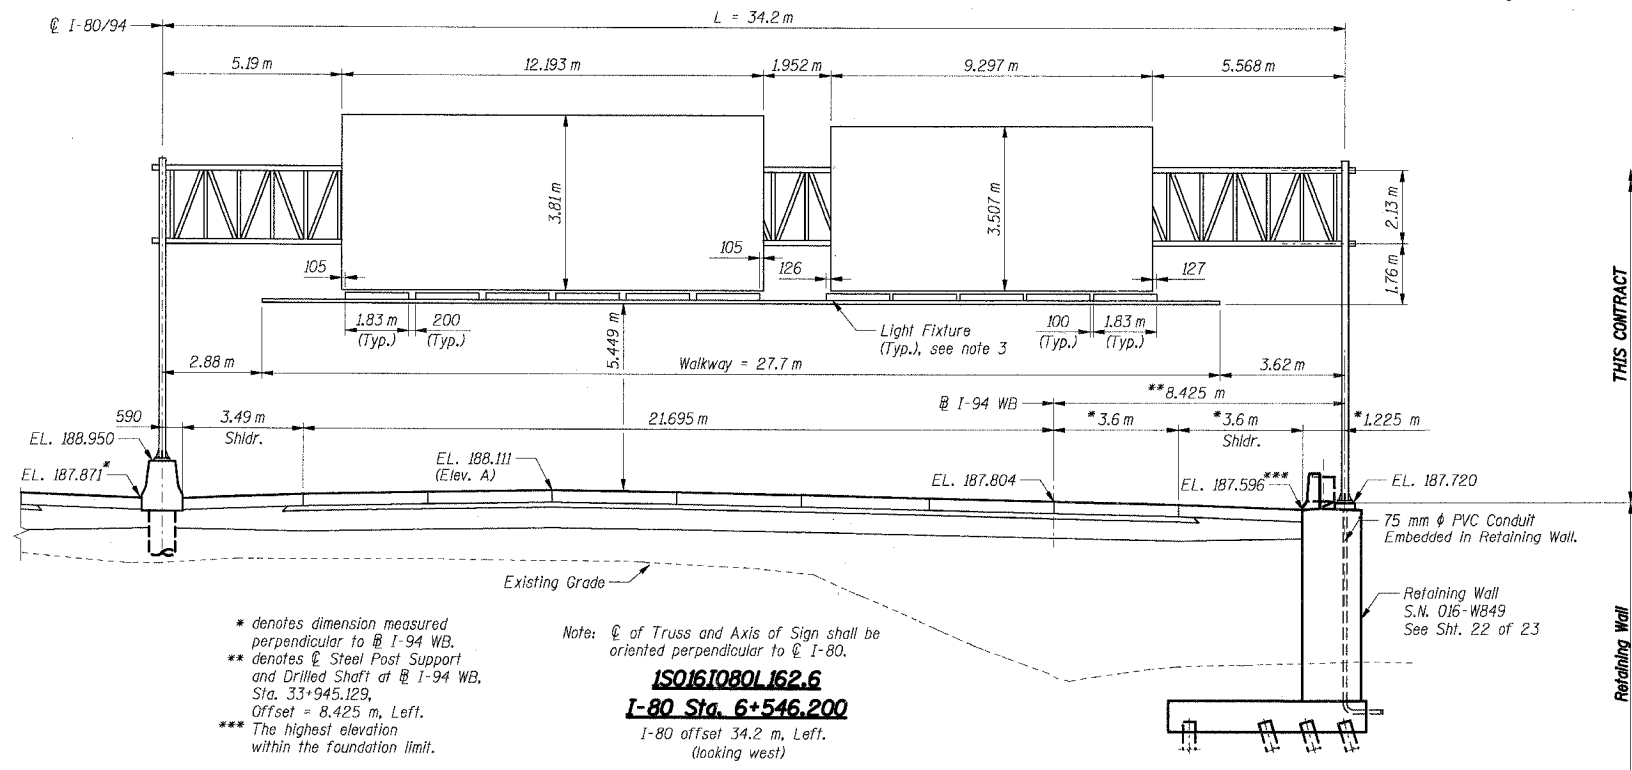 ℄ I-80/94
L = 34.2 m
5.19 m
12.193 m
1.952 m
9.297 m
5.568 m
3.81 m
3.507 m
2.13 m
1.76 m
105
105
126
127
1.83 m
(Typ.)
200
(Typ.)
5.449 m
Light Fixture
(Typ.), see note 3
100
(Typ.)
1.83 m
(Typ.)
THIS CONTRACT
2.88 m
Walkway = 27.7 m
3.62 m
**8.425 m
℄ I-94 WB
590
3.49 m
Shldr.
21.695 m
*3.6 m
*3.6 m
Shldr.
*1.225 m
EL. 188.950
EL. 187.871*
EL. 188.111
(Elev. A)
EL. 187.804
EL. 187.596***
EL. 187.720
75 mm ϕ PVC Conduit
Embedded in Retaining Wall.
Existing Grade
Retaining Wall
S.N. 016-W849
See Sht. 22 of 23
Retaining Wall
* denotes dimension measured
perpendicular to ℄ I-94 WB.
** denotes ℄ Steel Post Support
and Drilled Shaft at ℄ I-94 WB,
Sta. 33+945.129,
Offset = 8.425 m, Left.
*** The highest elevation
within the foundation limit.
Note: ℄ of Truss and Axis of Sign shall be
oriented perpendicular to ℄ I-80.
1S016I080L162.6
I-80 Sta. 6+546.200
I-80 offset 34.2 m, Left.
(looking west)